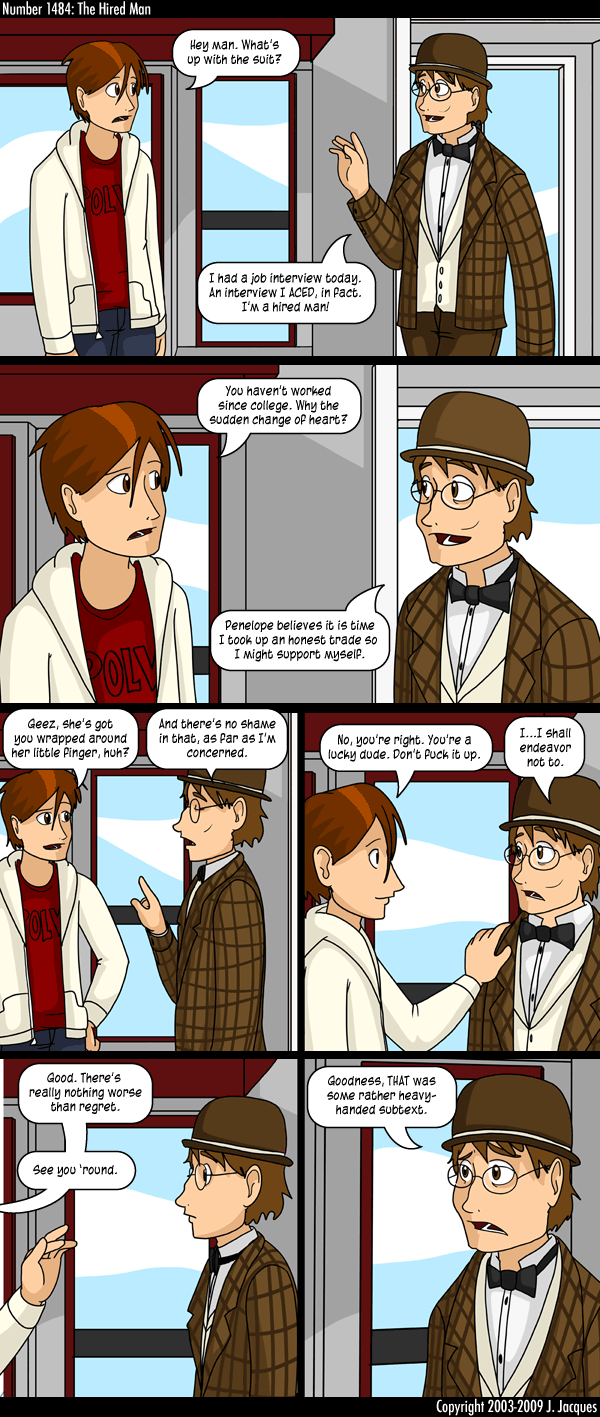 Number 1484: The Hired Man
Hey man. What's
up with the suit?
POLV
I had a job interview today.
An interview I ACED, in fact.
I'm a hired man!
You haven't worked
since college. Why the
sudden change of heart?
POLV
Penelope believes it is time
I took up an honest trade so
I might support myself.
Geez, she's got
you wrapped around
her little finger, huh?
And there's no shame
in that, as far as I'm
concerned.
POLV
No, you're right. You're a
lucky dude. Don't fuck it up.
I...I shall
endeavor
not to.
Good. There's
really nothing worse
than regret.
See you 'round.
Goodness, THAT was
some rather heavy-
handed subtext.
Copyright 2003-2009 J. Jacques